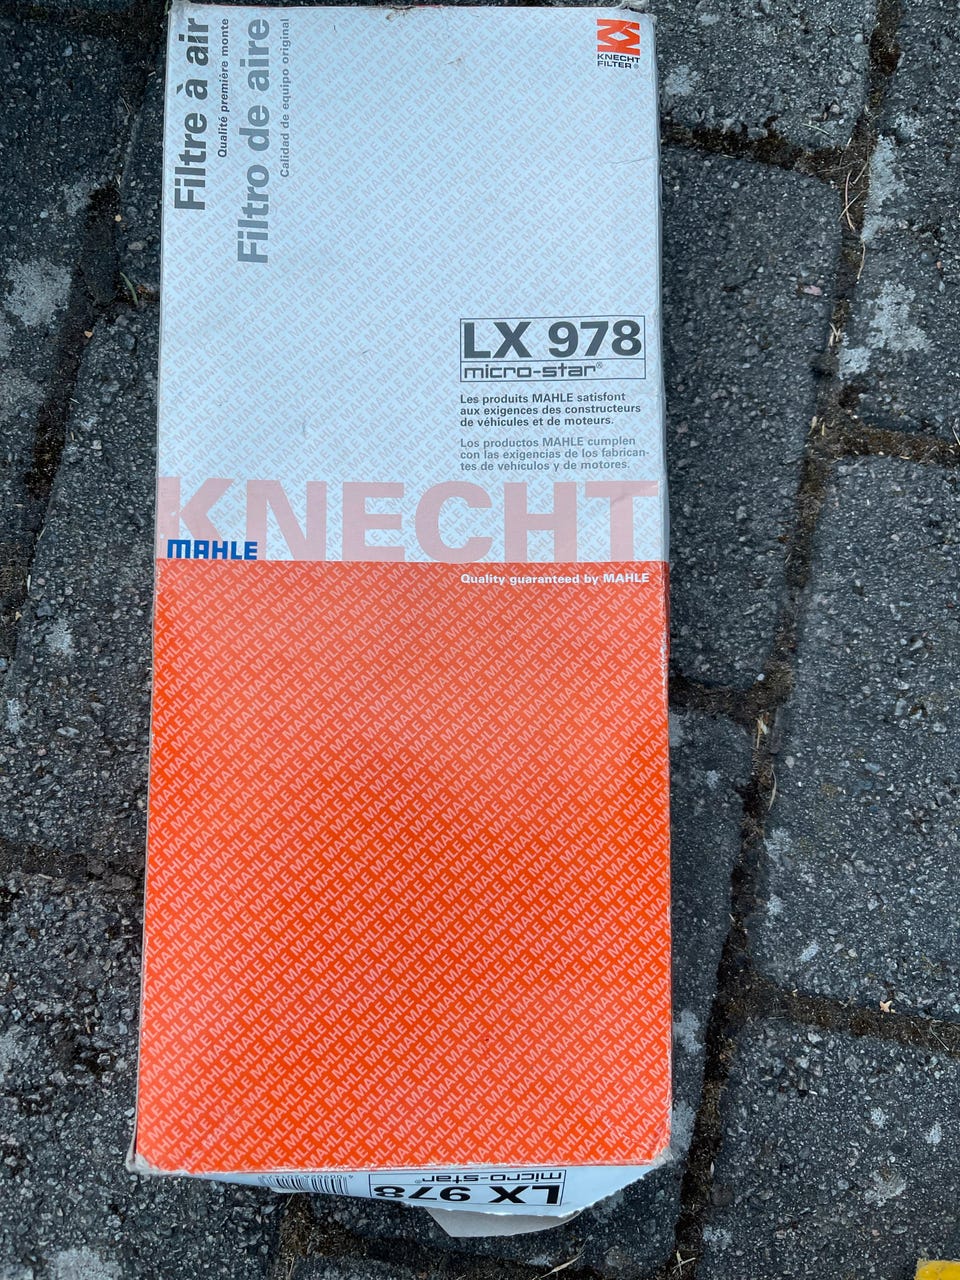 Filtre à air
Qualité première monte
Filtro de aire
Calidad de equipo original
KNECHT
FILTER®
LX 978
micro-star®
Les produits MAHLE satisfont
aux exigences des constructeurs
de véhicules et de moteurs.
Los productos MAHLE cumplen
con las exigencias de los fabrican-
tes de vehículos y de motores.
KNECHT
MAHLE
Quality guaranteed by MAHLE
LX 978
micro-star®